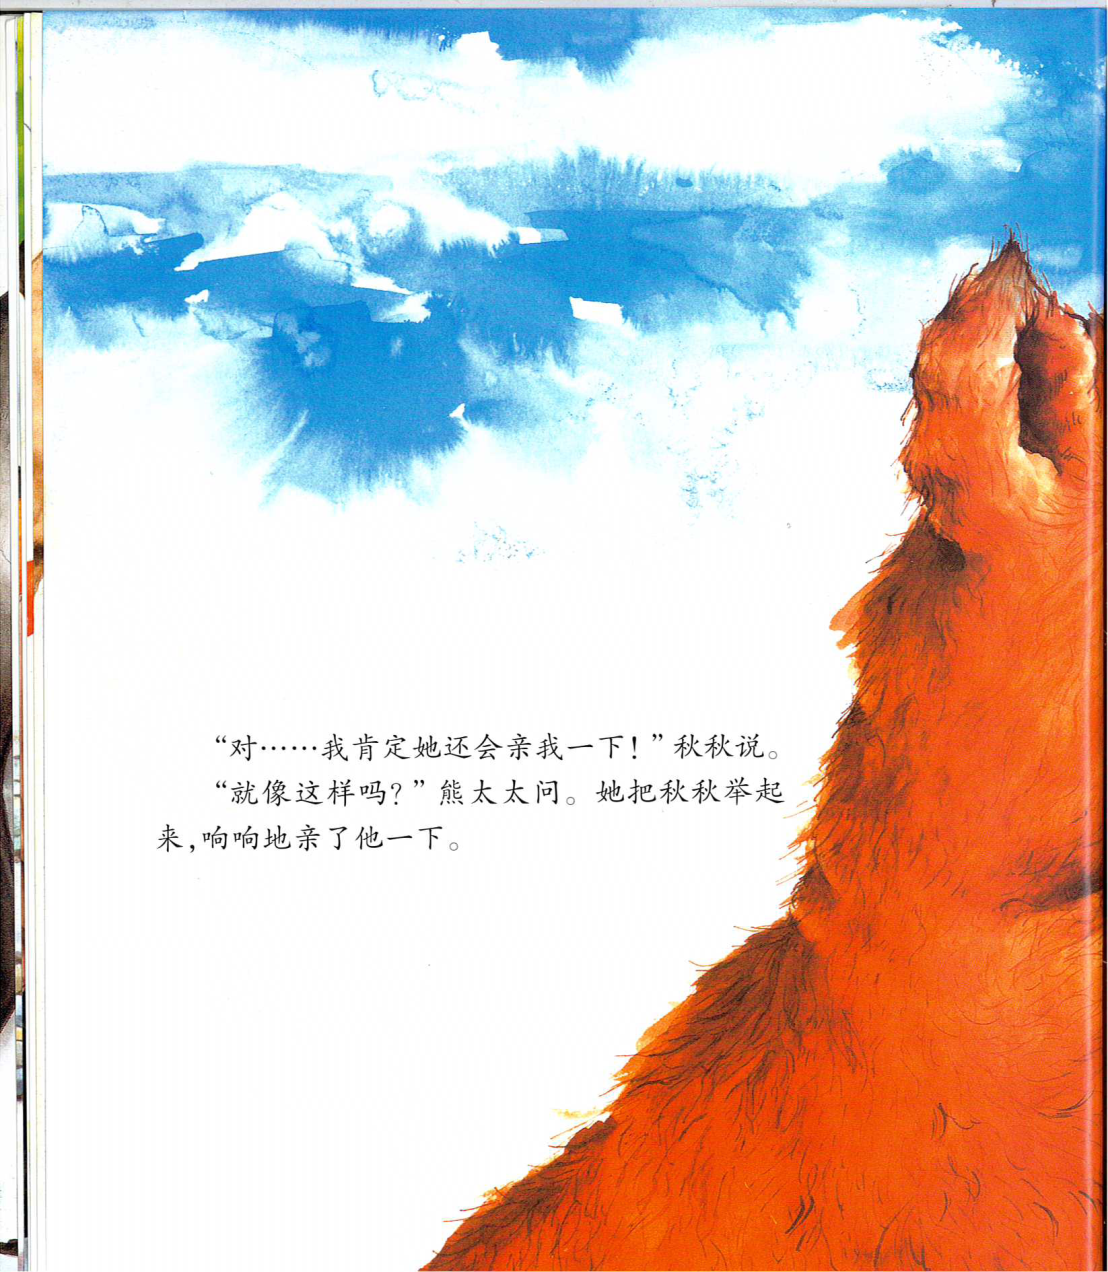 “对……我肯定她还会亲我一下！”秋秋说。
“就像这样吗？”熊太太问。她把秋秋举起
来，响响地亲了他一下。